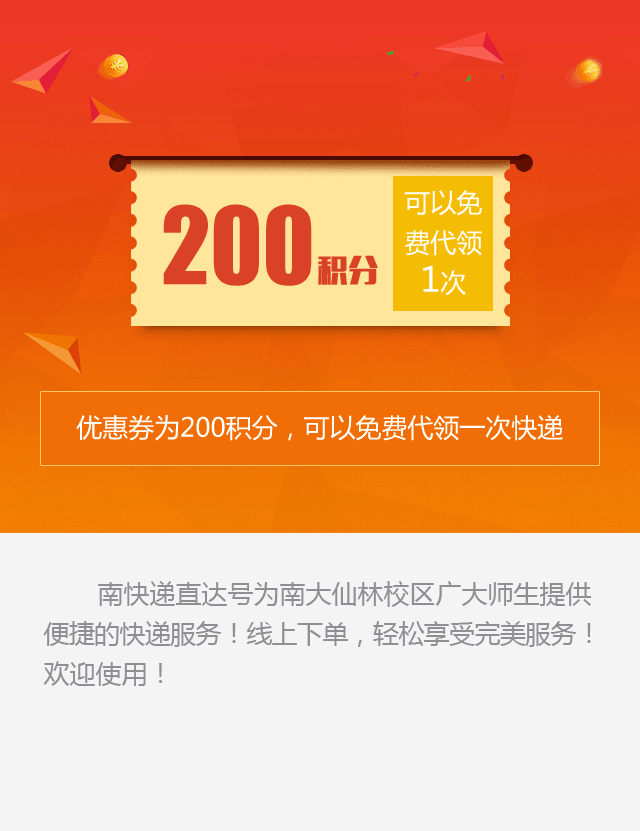 200积分
可以免
费代领
1次
优惠券为200积分，可以免费代领一次快递
南快递直达号为南大仙林校区广大师生提供
便捷的快递服务！线上下单，轻松享受完美服务！
欢迎使用！